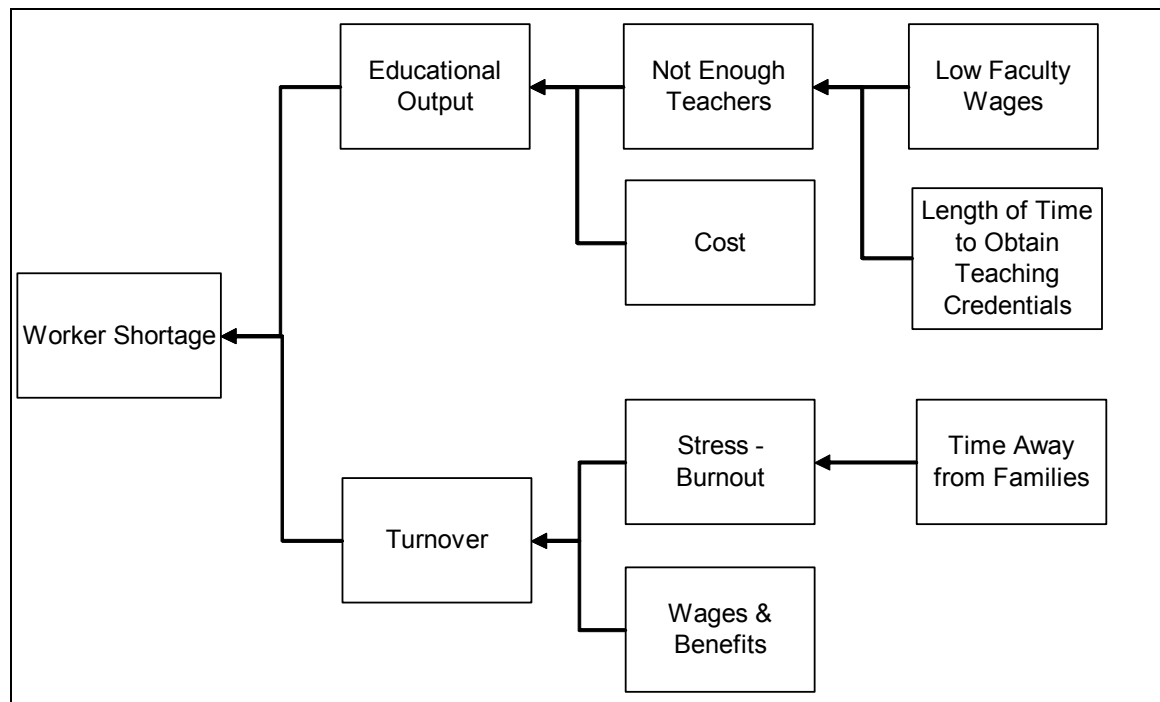 Educational
Output
Not Enough
Teachers
Low Faculty
Wages
Cost
Length of Time
to Obtain
Teaching
Credentials
Worker Shortage
Stress -
Burnout
Time Away
from Families
Turnover
Wages &
Benefits